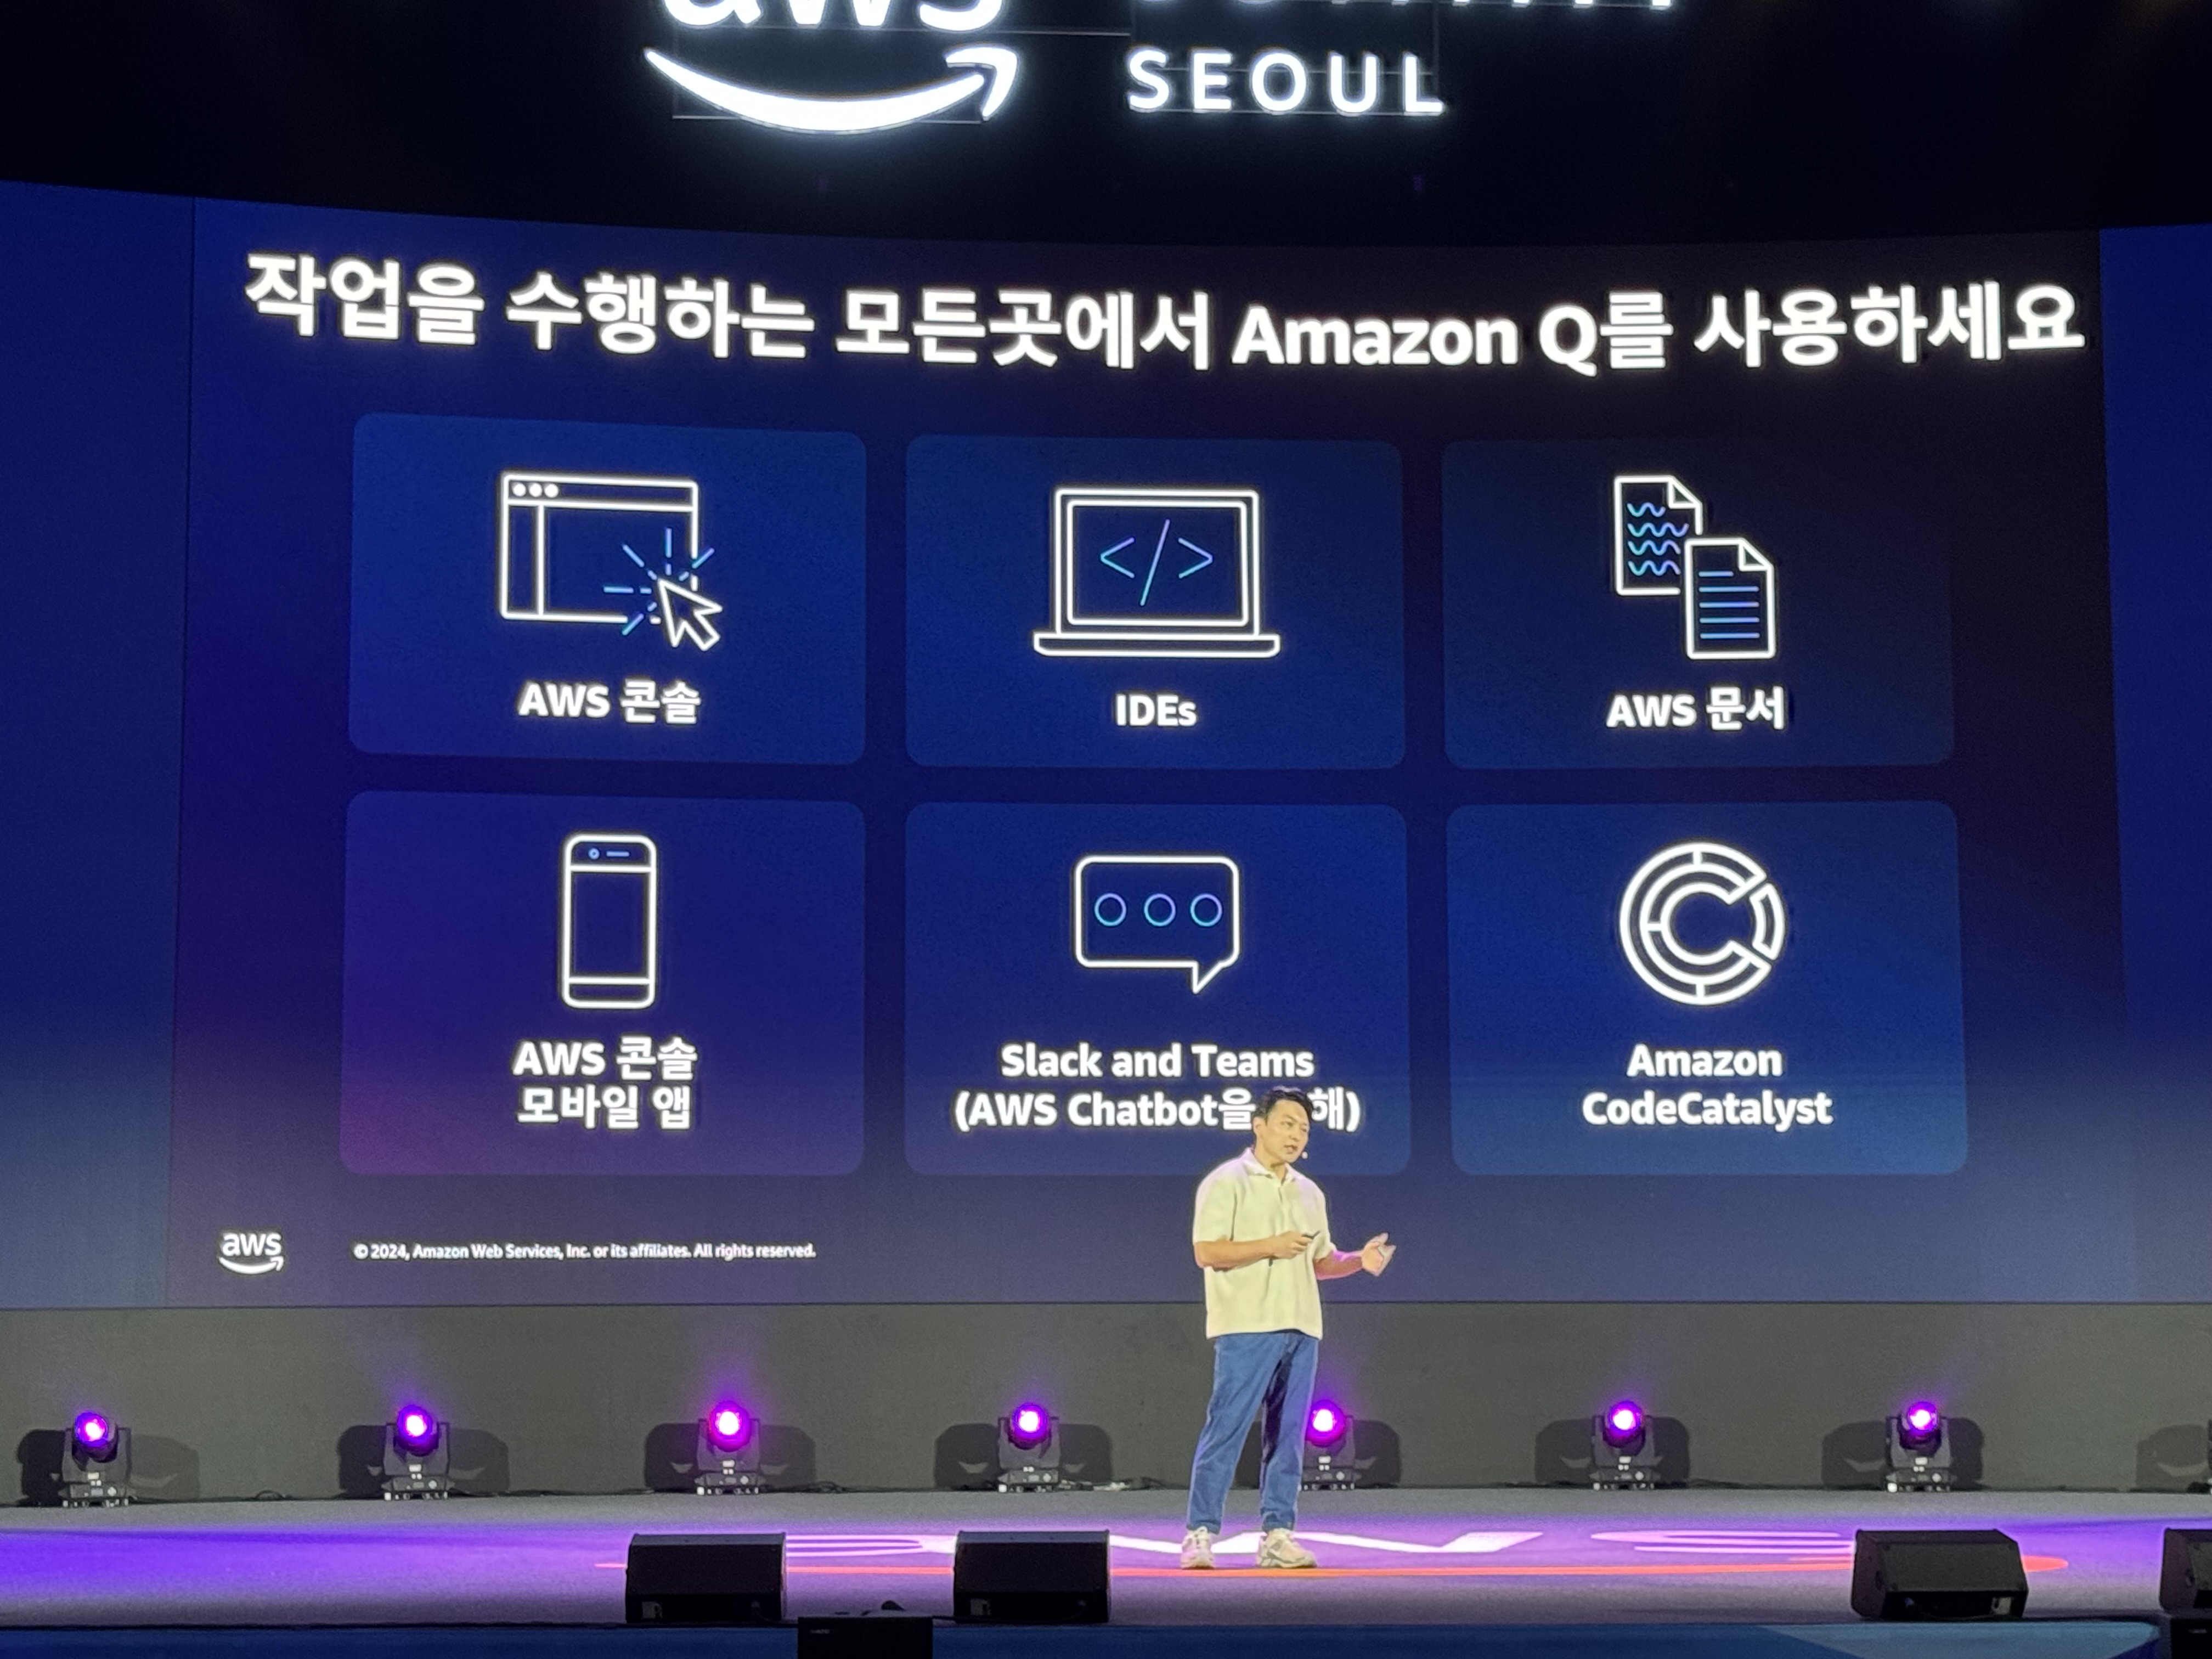 aws
SEOUL
작업을 수행하는 모든곳에서 Amazon Q를 사용하세요
AWS 콘솔
IDEs
AWS 문서
AWS 콘솔
모바일 앱
Slack and Teams
(AWS Chatbot을 해)
Amazon
CodeCatalyst
aws
© 2024, Amazon Web Services, Inc. or its affiliates. All rights reserved.